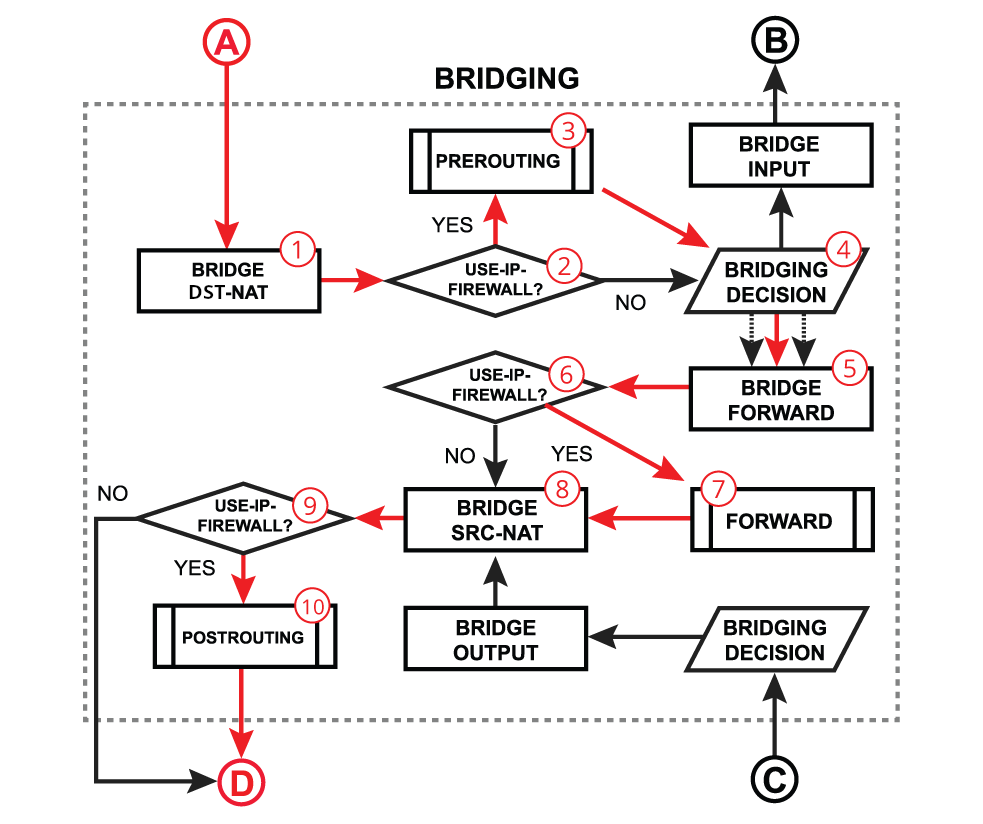 A
B
BRIDGING
3
PREROUTING
BRIDGE
INPUT
YES
1
BRIDGE
DST-NAT
2
USE-IP-
FIREWALL?
NO
4
BRIDGING
DECISION
6
USE-IP-
FIREWALL?
5
BRIDGE
FORWARD
NO
YES
NO
9
USE-IP-
FIREWALL?
8
BRIDGE
SRC-NAT
7
FORWARD
YES
10
POSTROUTING
BRIDGE
OUTPUT
BRIDGING
DECISION
D
C